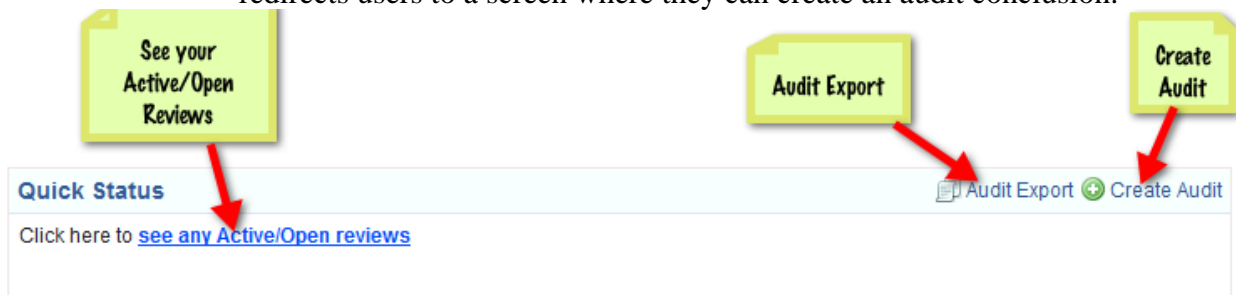 redirects users to a screen where they can create an audit conclusion.
See your
Active/Open
Reviews
Audit Export
Create
Audit
Quick Status
Audit Export Create Audit
Click here to see any Active/Open reviews